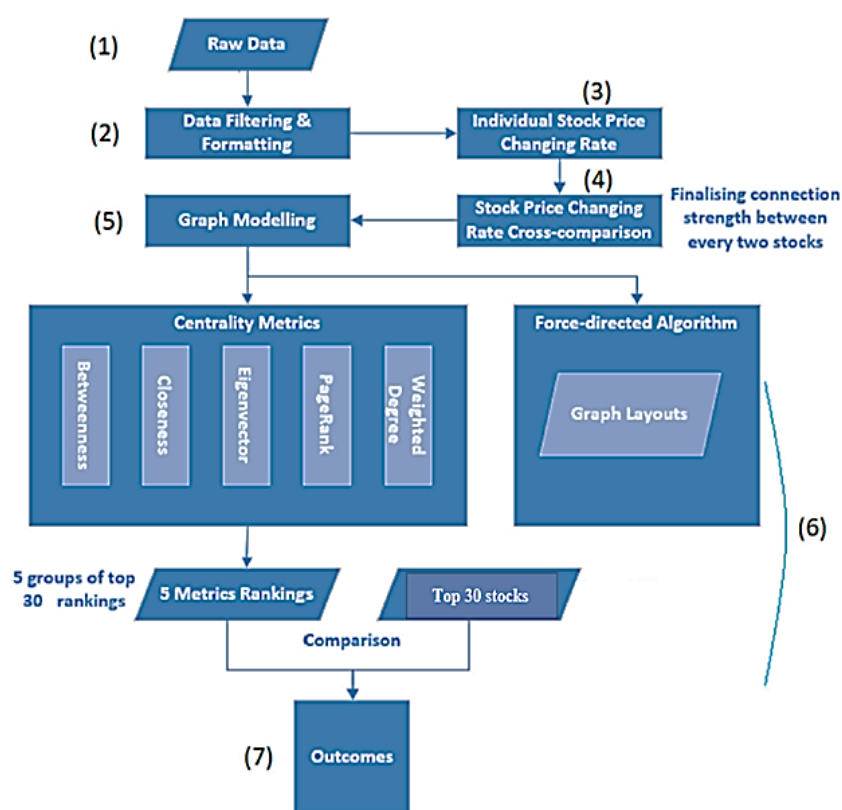 (1)
Raw Data
(2)
Data Filtering &
Formatting
(3)
Individual Stock Price
Changing Rate
(4)
Stock Price Changing
Rate Cross-comparison
Finalising connection
strength between
every two stocks
(5)
Graph Modelling
Centrality Metrics
Betweenness
Closeness
Eigenvector
PageRank
Weighted
Degree
Force-directed Algorithm
Graph Layouts
(6)
5 groups of top
30 rankings
5 Metrics Rankings
Top 30 stocks
Comparison
(7)
Outcomes